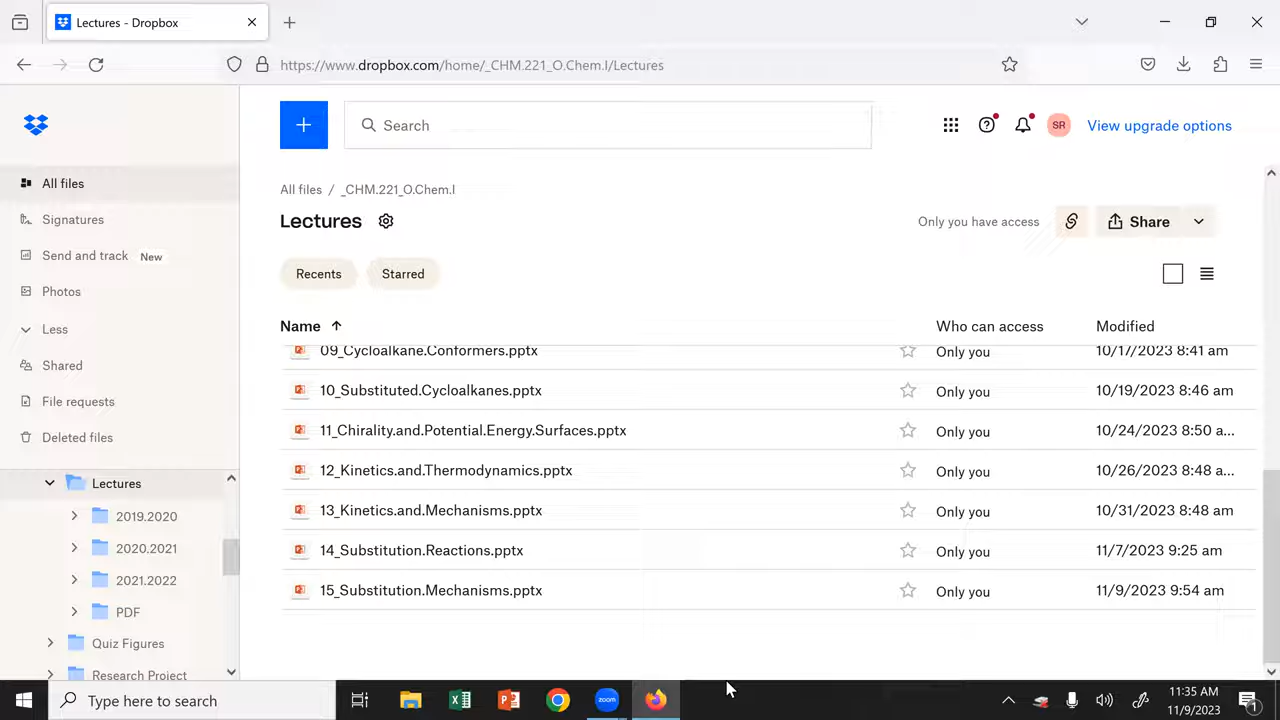 Lectures - Dropbox
https://www.dropbox.com/home/_CHM.221_O.Chem.I/Lectures
Search
SR
View upgrade options
All files
Signatures
Send and track New
Photos
Less
Shared
File requests
Deleted files
Lectures
2019.2020
2020.2021
2021.2022
PDF
Quiz Figures
Research Project
All files / _CHM.221_O.Chem.I
Lectures
Only you have access
Share
Recents
Starred
Name Who can access Modified
09_Cycloalkane.Conformers.pptx Only you 10/17/2023 8:41 am
10_Substituted.Cycloalkanes.pptx Only you 10/19/2023 8:46 am
11_Chirality.and.Potential.Energy.Surfaces.pptx Only you 10/24/2023 8:50 a...
12_Kinetics.and.Thermodynamics.pptx Only you 10/26/2023 8:48 a...
13_Kinetics.and.Mechanisms.pptx Only you 10/31/2023 8:48 am
14_Substitution.Reactions.pptx Only you 11/7/2023 9:25 am
15_Substitution.Mechanisms.pptx Only you 11/9/2023 9:54 am
Type here to search
zoom
11:35 AM
11/9/2023
1